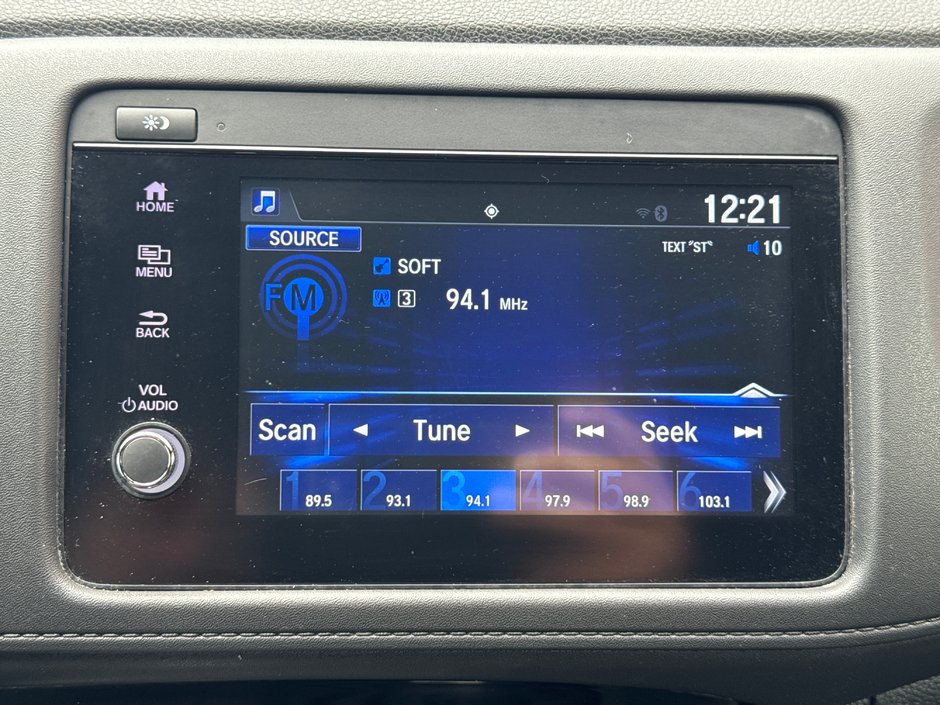 HOME
MENU
BACK
VOL
AUDIO
12:21
SOURCE
TEXT "ST"
10
FM
SOFT
3 94.1 MHz
Scan Tune Seek
1 89.5 2 93.1 3 94.1 4 97.9 5 98.9 6 103.1